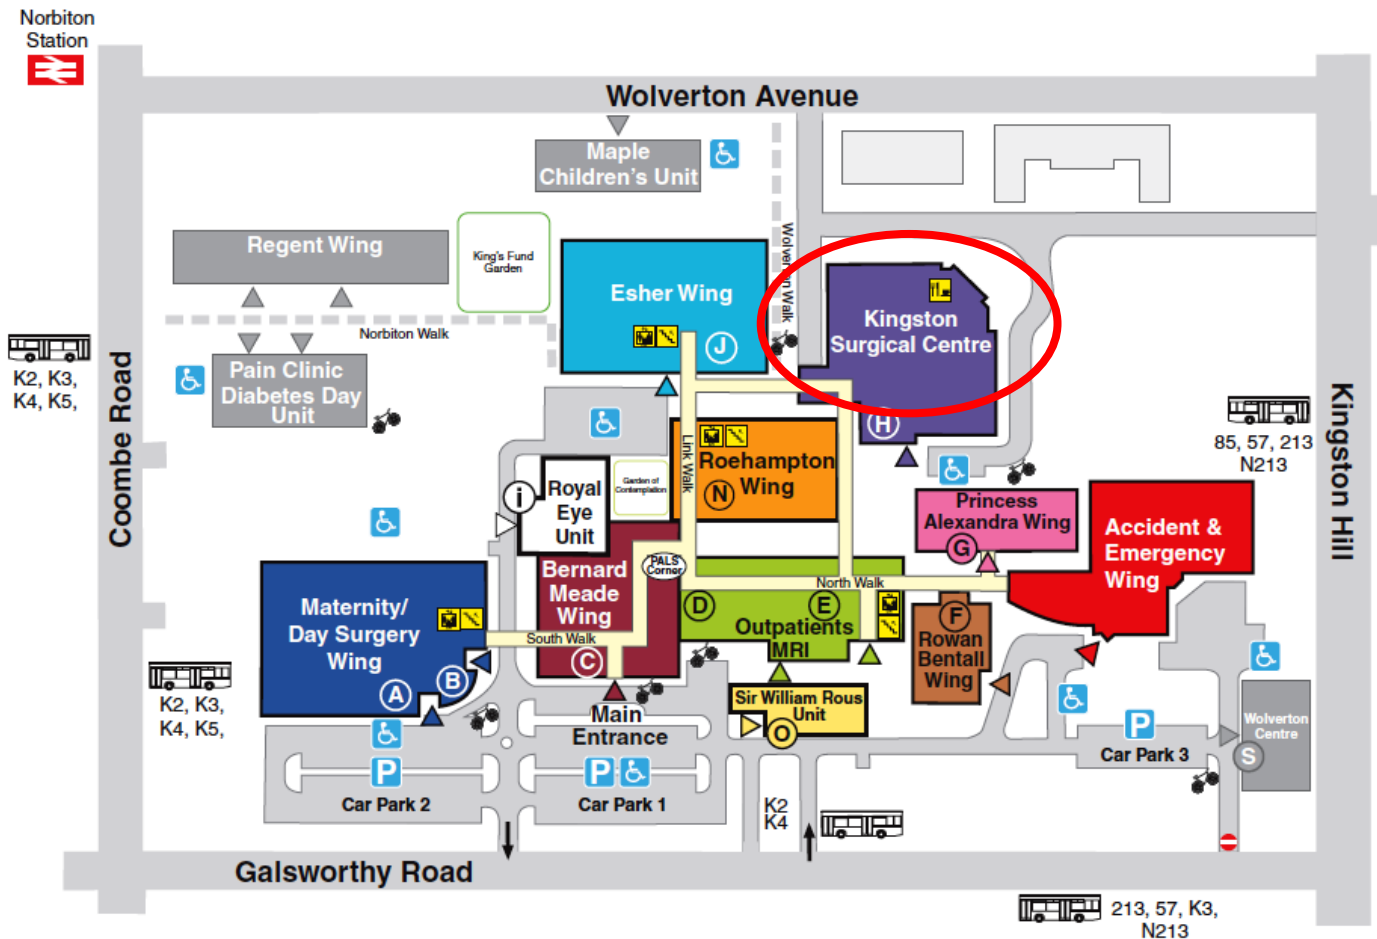 Norbiton
Station
Wolverton Avenue
Maple
Children's Unit
Regent Wing
King's Fund
Garden
Wolverton Walk
Esher Wing
J
Kingston
Surgical Centre
H
Norbiton Walk
Pain Clinic
Diabetes Day
Unit
K2, K3,
K4, K5,
Coombe Road
Kingston Hill
85, 57, 213
N213
Link Walk
Roehampton
Wing
N
i
Royal
Eye
Unit
Garden of
Contemplation
Princess
Alexandra Wing
G
Accident &
Emergency
Wing
PALS
Corner
Bernard
Meade
Wing
C
North Walk
D
E
Outpatients
MRI
F
Rowan
Bentall
Wing
Maternity/
Day Surgery
Wing
A
B
South Walk
K2, K3,
K4, K5,
Sir William Rous
Unit
O
Main
Entrance
P
Car Park 2
P
Car Park 1
P
Car Park 3
Wolverton
Centre
S
K2
K4
Galsworthy Road
213, 57, K3,
N213